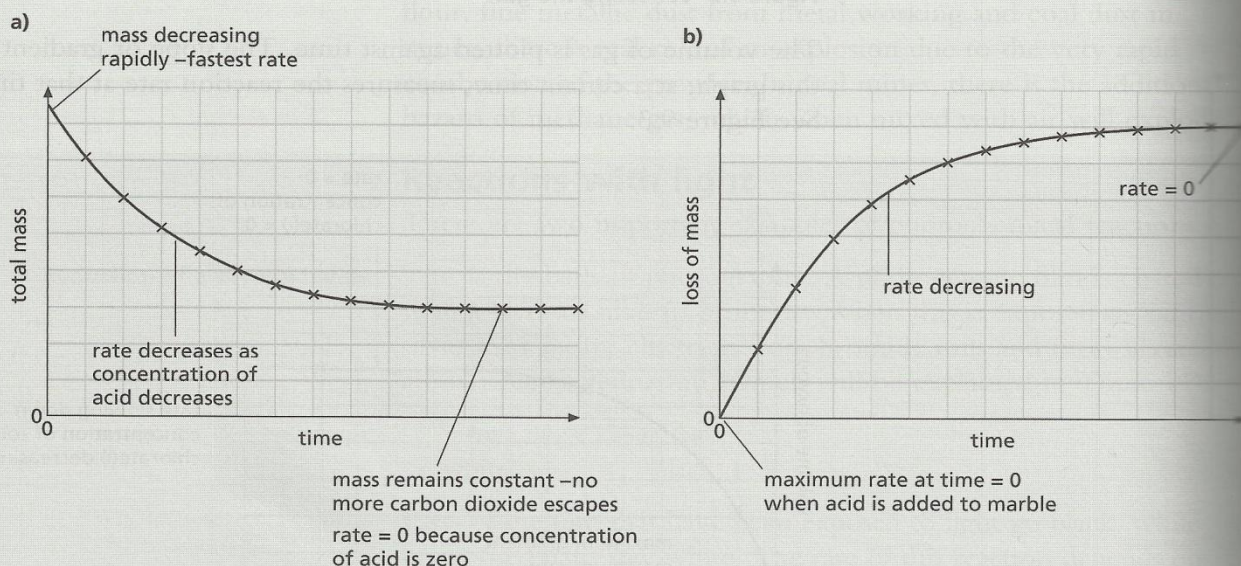 a)
mass decreasing
rapidly –fastest rate
total mass
rate decreases as
concentration of
acid decreases
0
0
time
mass remains constant –no
more carbon dioxide escapes
rate = 0 because concentration
of acid is zero
b)
loss of mass
rate = 0
rate decreasing
0
0
time
maximum rate at time = 0
when acid is added to marble